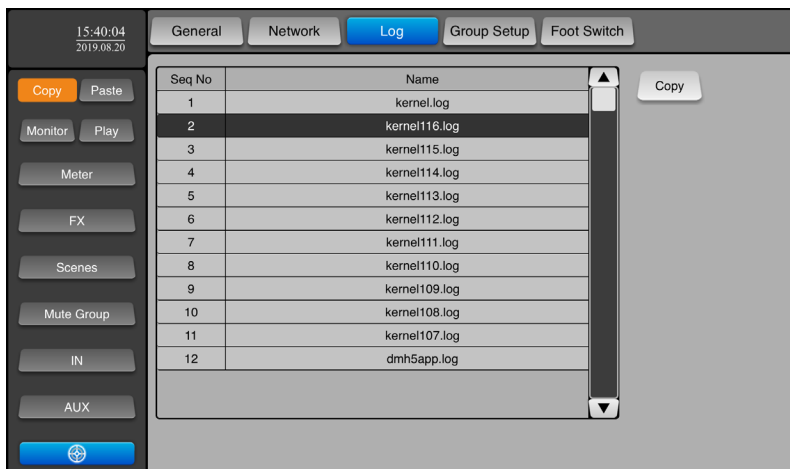 15:40:04
2019.08.20
General Network Log Group Setup Foot Switch
Copy Paste
Monitor Play
Meter
FX
Scenes
Mute Group
IN
AUX
Seq No Name
1 kernel.log
2 kernel116.log
3 kernel115.log
4 kernel114.log
5 kernel113.log
6 kernel112.log
7 kernel111.log
8 kernel110.log
9 kernel109.log
10 kernel108.log
11 kernel107.log
12 dmh5app.log
Copy